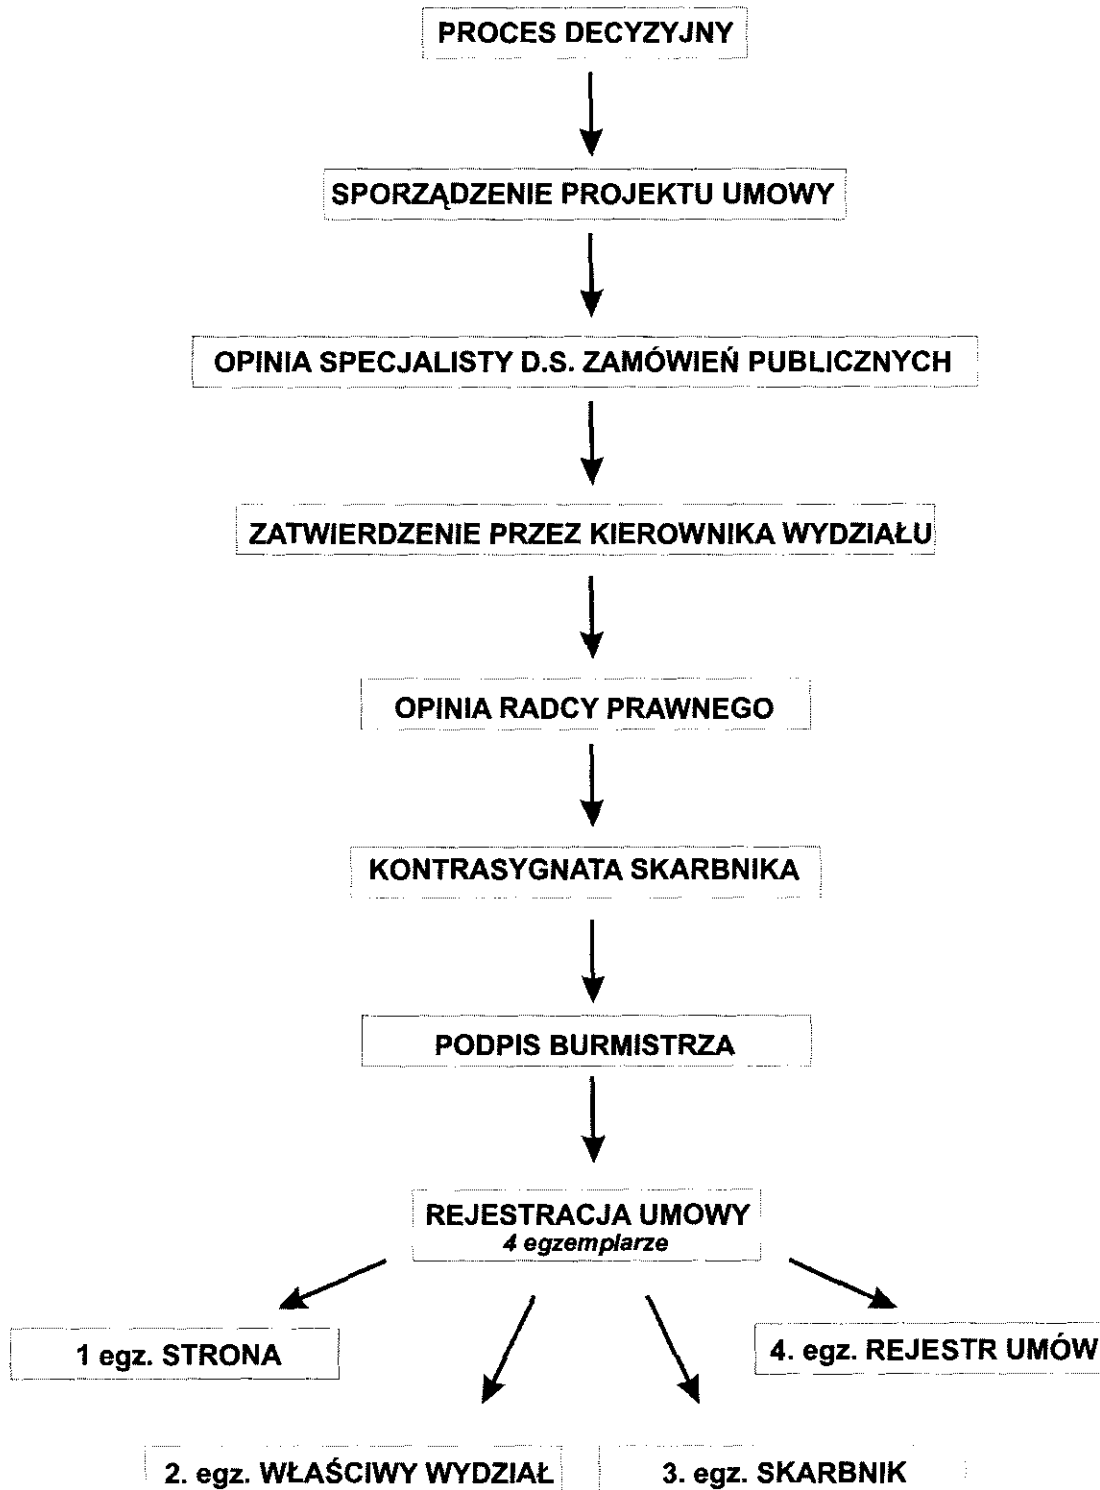 PROCES DECYZYJNY
SPORZĄDZENIE PROJEKTU UMOWY
OPINIA SPECJALISTY D.S. ZAMÓWIEŃ PUBLICZNYCH
ZATWIERDZENIE PRZEZ KIEROWNIKA WYDZIAŁU
OPINIA RADCY PRAWNEGO
KONTRASYGNATA SKARBNIKA
PODPIS BURMISTRZA
REJESTRACJA UMOWY
4 egzemplarze
1 egz. STRONA
4. egz. REJESTR UMÓW
2. egz. WŁAŚCIWY WYDZIAŁ
3. egz. SKARBNIK